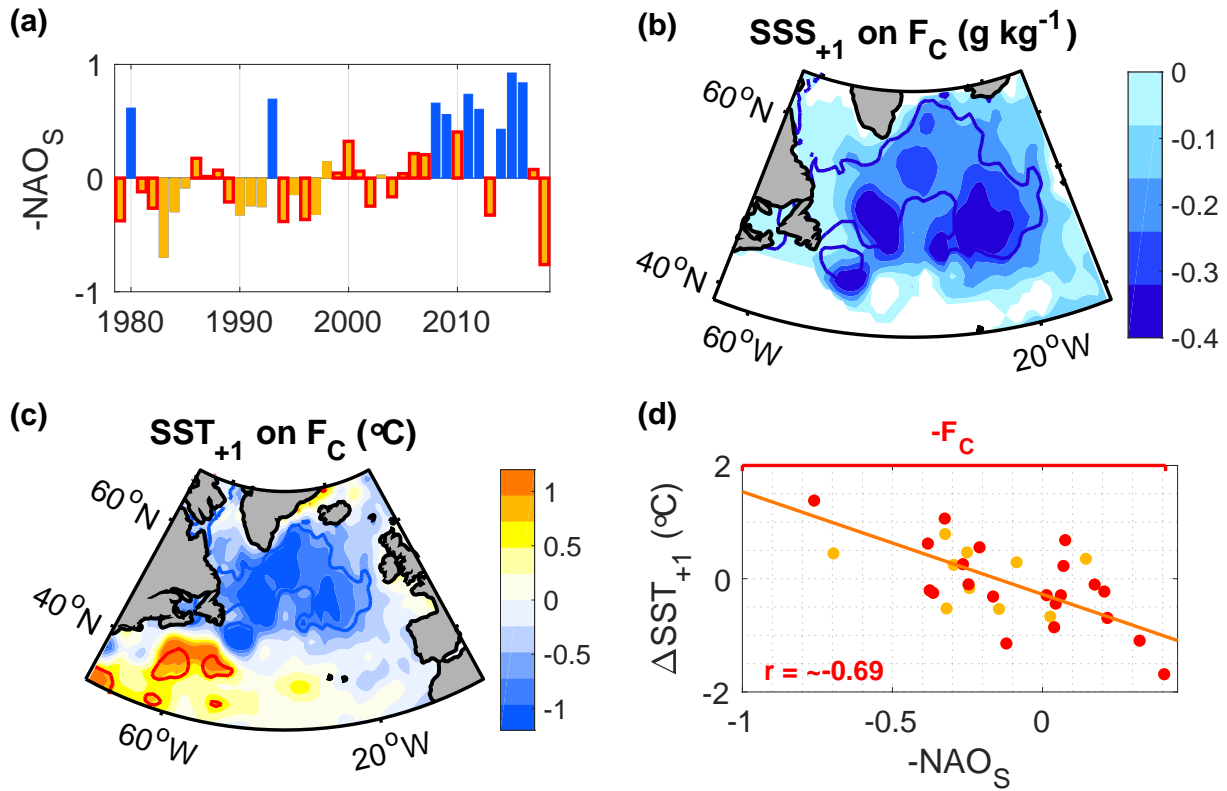 (a)
-NAO_S
1
0
-1
1980 1990 2000 2010
(b)
SSS_{+1} on F_C (g kg^{-1})
60°N
40°N
60°W
20°W
0
-0.1
-0.2
-0.3
-0.4
(c)
SST_{+1} on F_C (°C)
60°N
40°N
60°W
20°W
1
0.5
0
-0.5
-1
(d)
-F_C
ΔSST_{+1} (°C)
2
0
-2
r = ~-0.69
-1 -0.5 0
-NAO_S